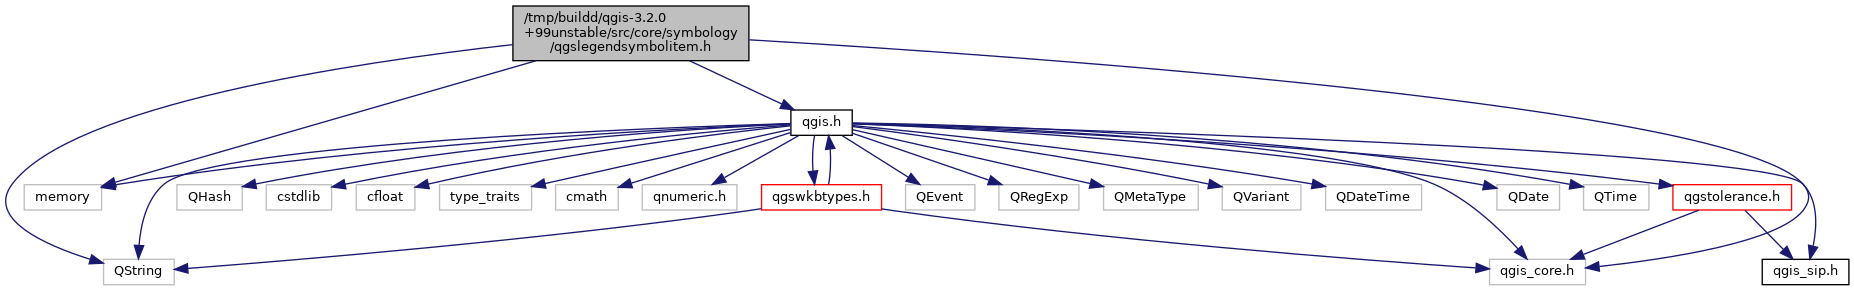 /tmp/buildd/qgis-3.2.0
+99unstable/src/core/symbology
/qgslegendsymbolitem.h
qgis.h
memory
QHash
cstdlib
cfloat
type_traits
cmath
qnumeric.h
qgswkbtypes.h
QEvent
QRegExp
QMetaType
QVariant
QDateTime
QDate
QTime
qgstolerance.h
QString
qgis_core.h
qgis_sip.h